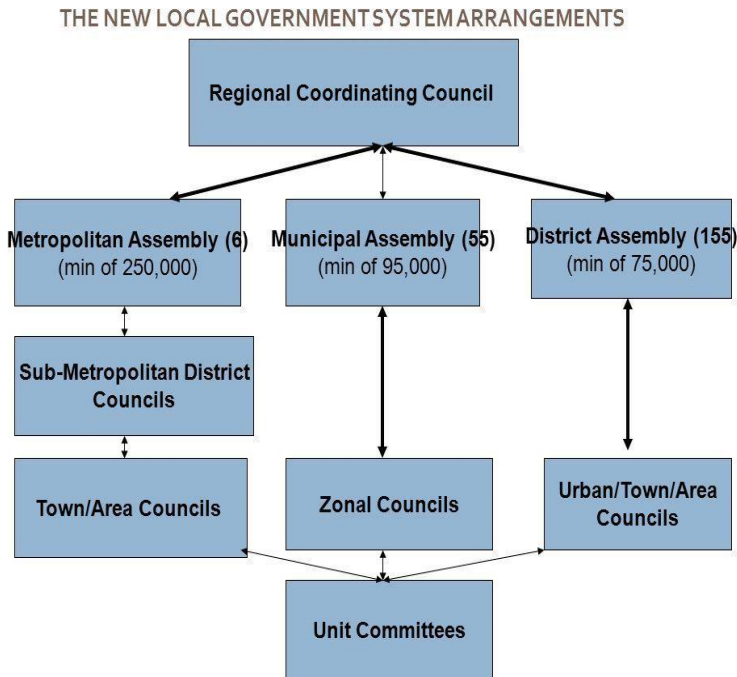 THE NEW LOCAL GOVERNMENT SYSTEM ARRANGEMENTS
Regional Coordinating Council
Metropolitan Assembly (6)
(min of 250,000)
Municipal Assembly (55)
(min of 95,000)
District Assembly (155)
(min of 75,000)
Sub-Metropolitan District
Councils
Town/Area Councils
Zonal Councils
Urban/Town/Area
Councils
Unit Committees